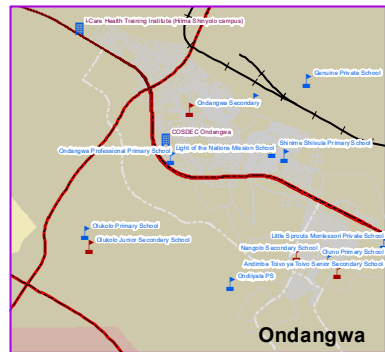 I-Care Health Training Institute (Hilma Shinyolo campus)
Genuine Private School
Ondangwa Secondary
COSDEC Ondangwa
Ondangwa Professional Primary School
Light of the Nations Mission School
Shinime Shiivula Primary School
Olukolo Primary School
Olukolo Junior Secondary School
Little Sprouts Montessori Private School
Nangolo Secondary School
Oluno Primary School
Andimba Toivo ya Toivo Senior Secondary School
Ondiiyala PS
Ondangwa